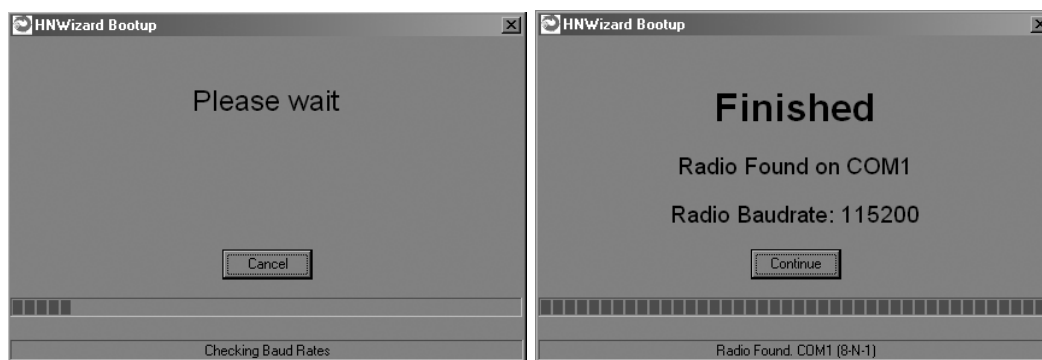 HNWizard Bootup
Please wait
Cancel
Checking Baud Rates
HNWizard Bootup
Finished
Radio Found on COM1
Radio Baudrate: 115200
Continue
Radio Found. COM1 (8-N-1)